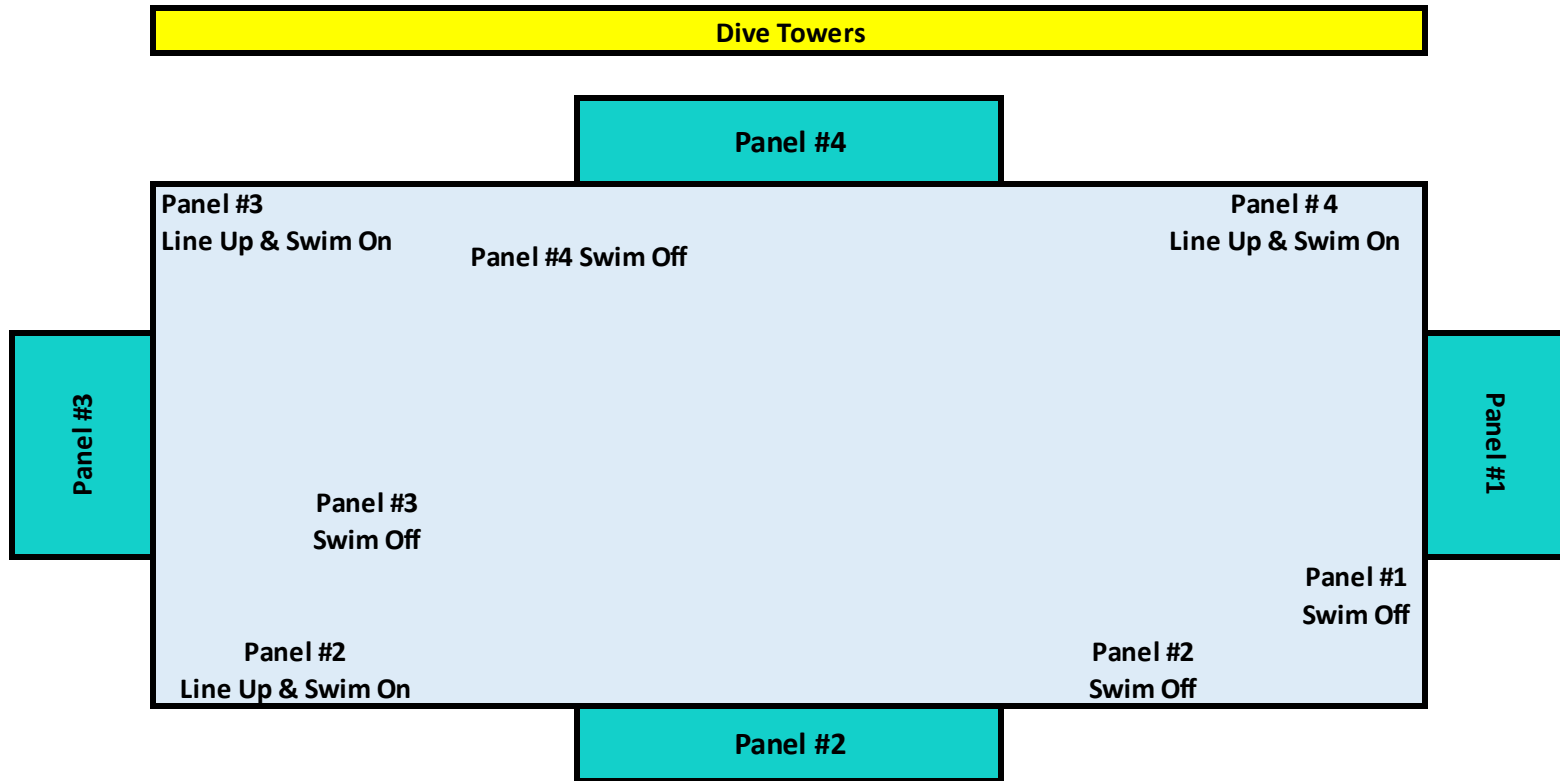 Dive Towers
Panel #4
Panel #3
Line Up & Swim On
Panel # 4
Line Up & Swim On
Panel #4 Swim Off
Panel #3
Panel #1
Panel #3
Swim Off
Panel #1
Swim Off
Panel #2
Line Up & Swim On
Panel #2
Swim Off
Panel #2